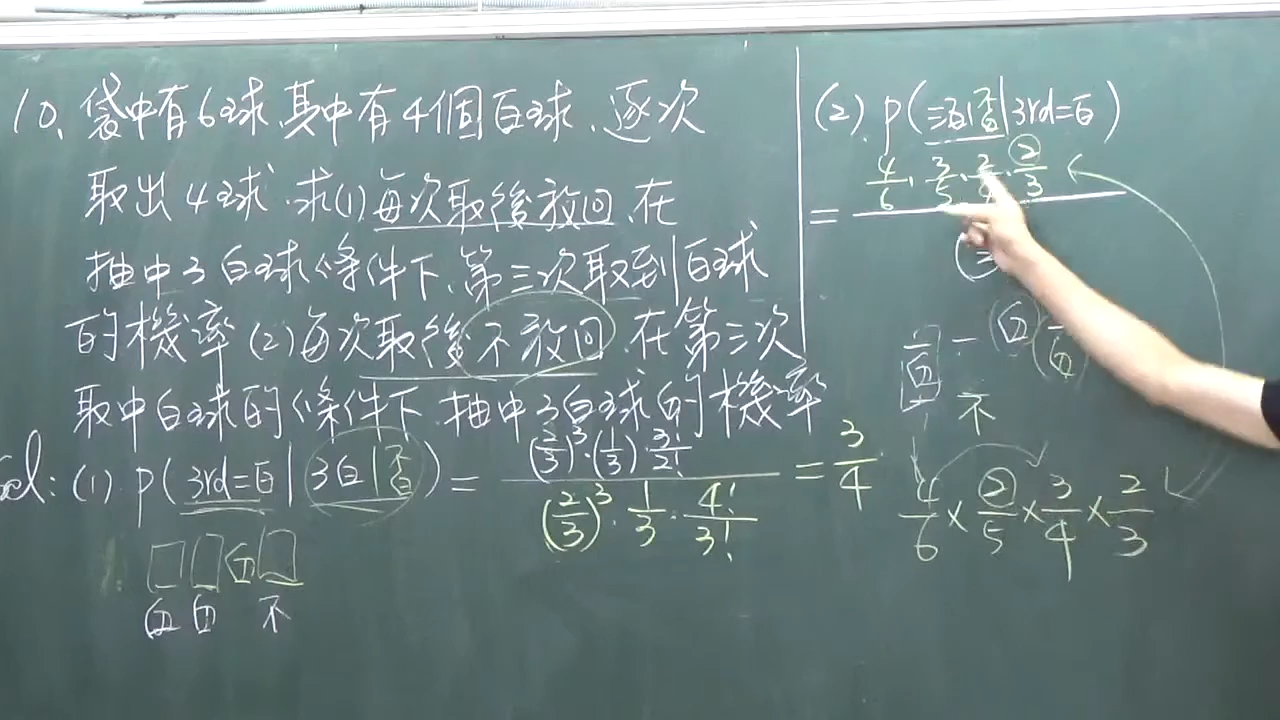 10、袋中有6球,其中有4個白球、逐次
取出4球.求(1)每次取後放回、在
抽中3白球條件下、第三次取到白球
的機率(2)每次取後不放回、在第三次
取中白球的條件下、抽中3白球的機率
sol: (1) P(3rd=白|3白1否白) = (2/3)^3·(1/3)·3!/2! / (2/3)^3·1/3·4!/3! = 3/4
白 白 不
(2) P(三白1否白|3rd=白)
= 4/6·3/5·2/4·2/3
不
4/6×2/5×3/4×2/3